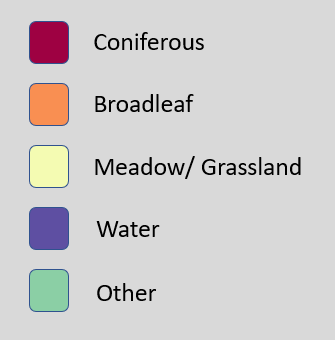 Coniferous
Broadleaf
Meadow/ Grassland
Water
Other